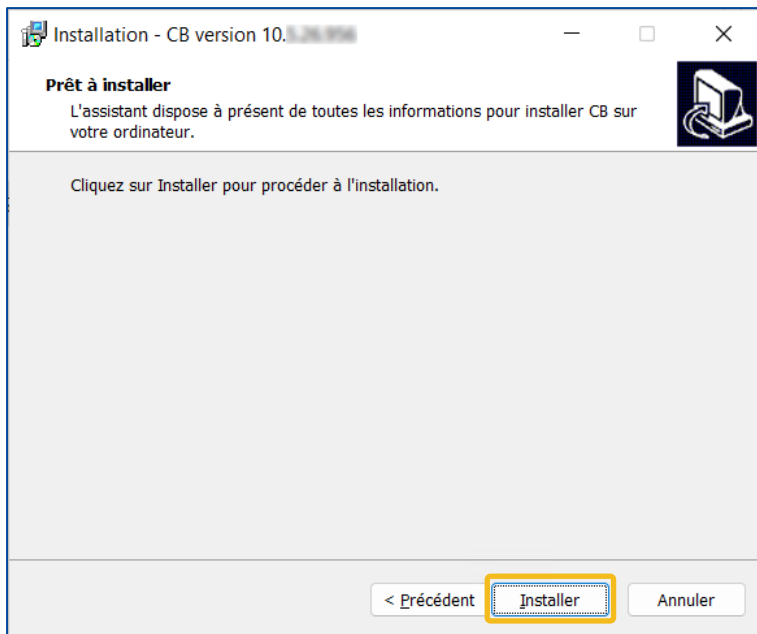 Installation - CB version 10.
Prêt à installer
L'assistant dispose à présent de toutes les informations pour installer CB sur
votre ordinateur.
Cliquez sur Installer pour procéder à l'installation.
< Précédent
Installer
Annuler